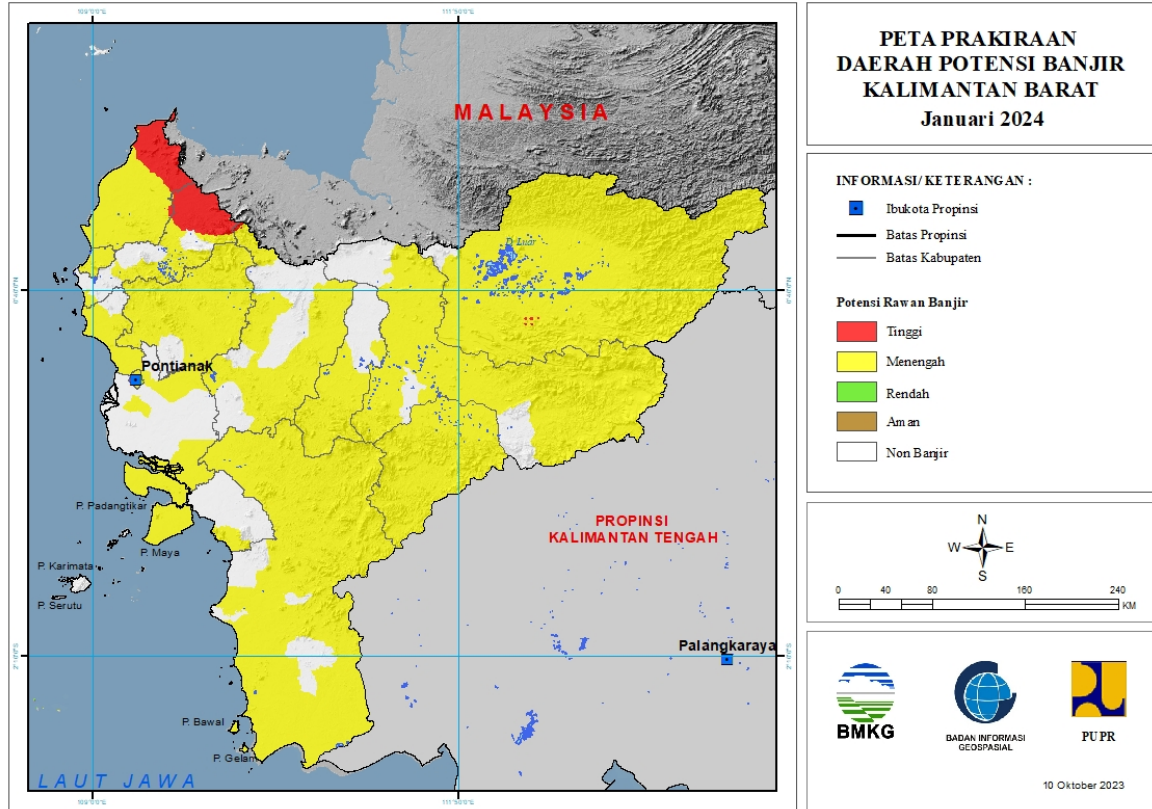 PETA PRAKIRAAN
DAERAH POTENSI BANJIR
KALIMANTAN BARAT
Januari 2024
INFORMASI/ KETERANGAN :
Ibukota Propinsi
Batas Propinsi
Batas Kabupaten
Potensi Rawan Banjir
Tinggi
Menengah
Rendah
Aman
Non Banjir
N
W E
S
0 40 80 160 240
KM
BMKG
BADAN INFORMASI
GEOSPASIAL
PUPR
10 Oktober 2023
MALAYSIA
D. Luar
Pontianak
P. Padangtikar
P. Maya
P. Karimata
P. Serutu
PROPINSI
KALIMANTAN TENGAH
Palangkaraya
P. Bawal
P. Gelam
LAUT JAWA